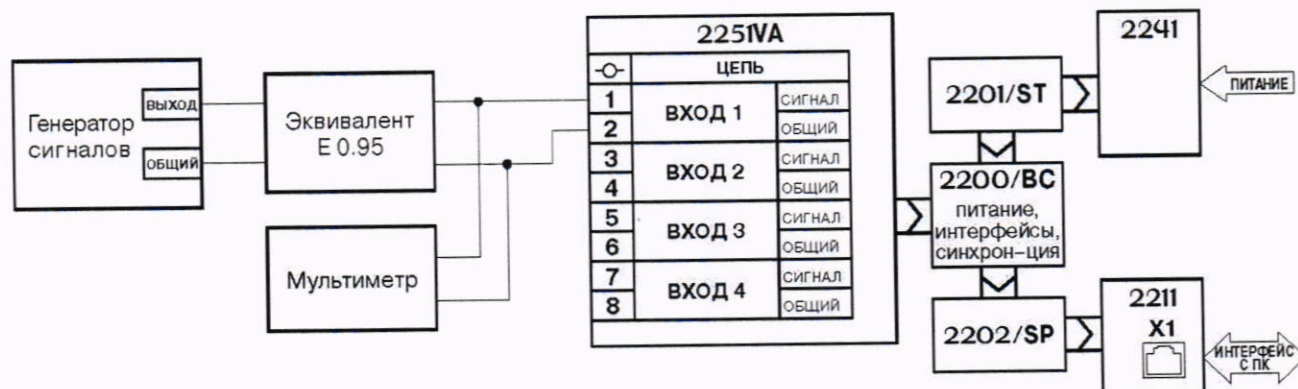 Генератор
сигналов
ВЫХОД
ОБЩИЙ
Эквивалент
Е 0.95
Мультиметр
2251VA
ЦЕПЬ
1
ВХОД 1
СИГНАЛ
2
ОБЩИЙ
3
ВХОД 2
СИГНАЛ
4
ОБЩИЙ
5
ВХОД 3
СИГНАЛ
6
ОБЩИЙ
7
ВХОД 4
СИГНАЛ
8
ОБЩИЙ
2201/ST
2241
ПИТАНИЕ
2200/BC
питание,
интерфейсы,
синхрон-ция
2202/SP
2211
X1
ИНТЕРФЕЙС
С ПК